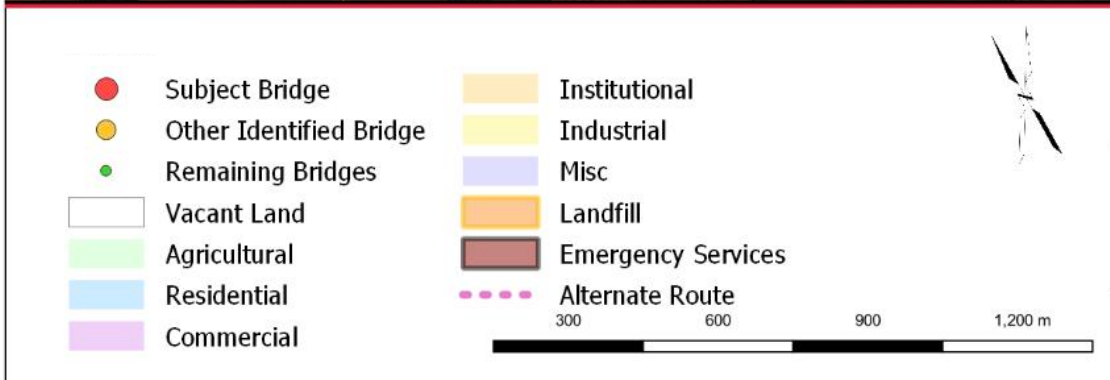 Subject Bridge
Other Identified Bridge
Remaining Bridges
Vacant Land
Agricultural
Residential
Commercial
Institutional
Industrial
Misc
Landfill
Emergency Services
Alternate Route
300 600 900 1,200 m